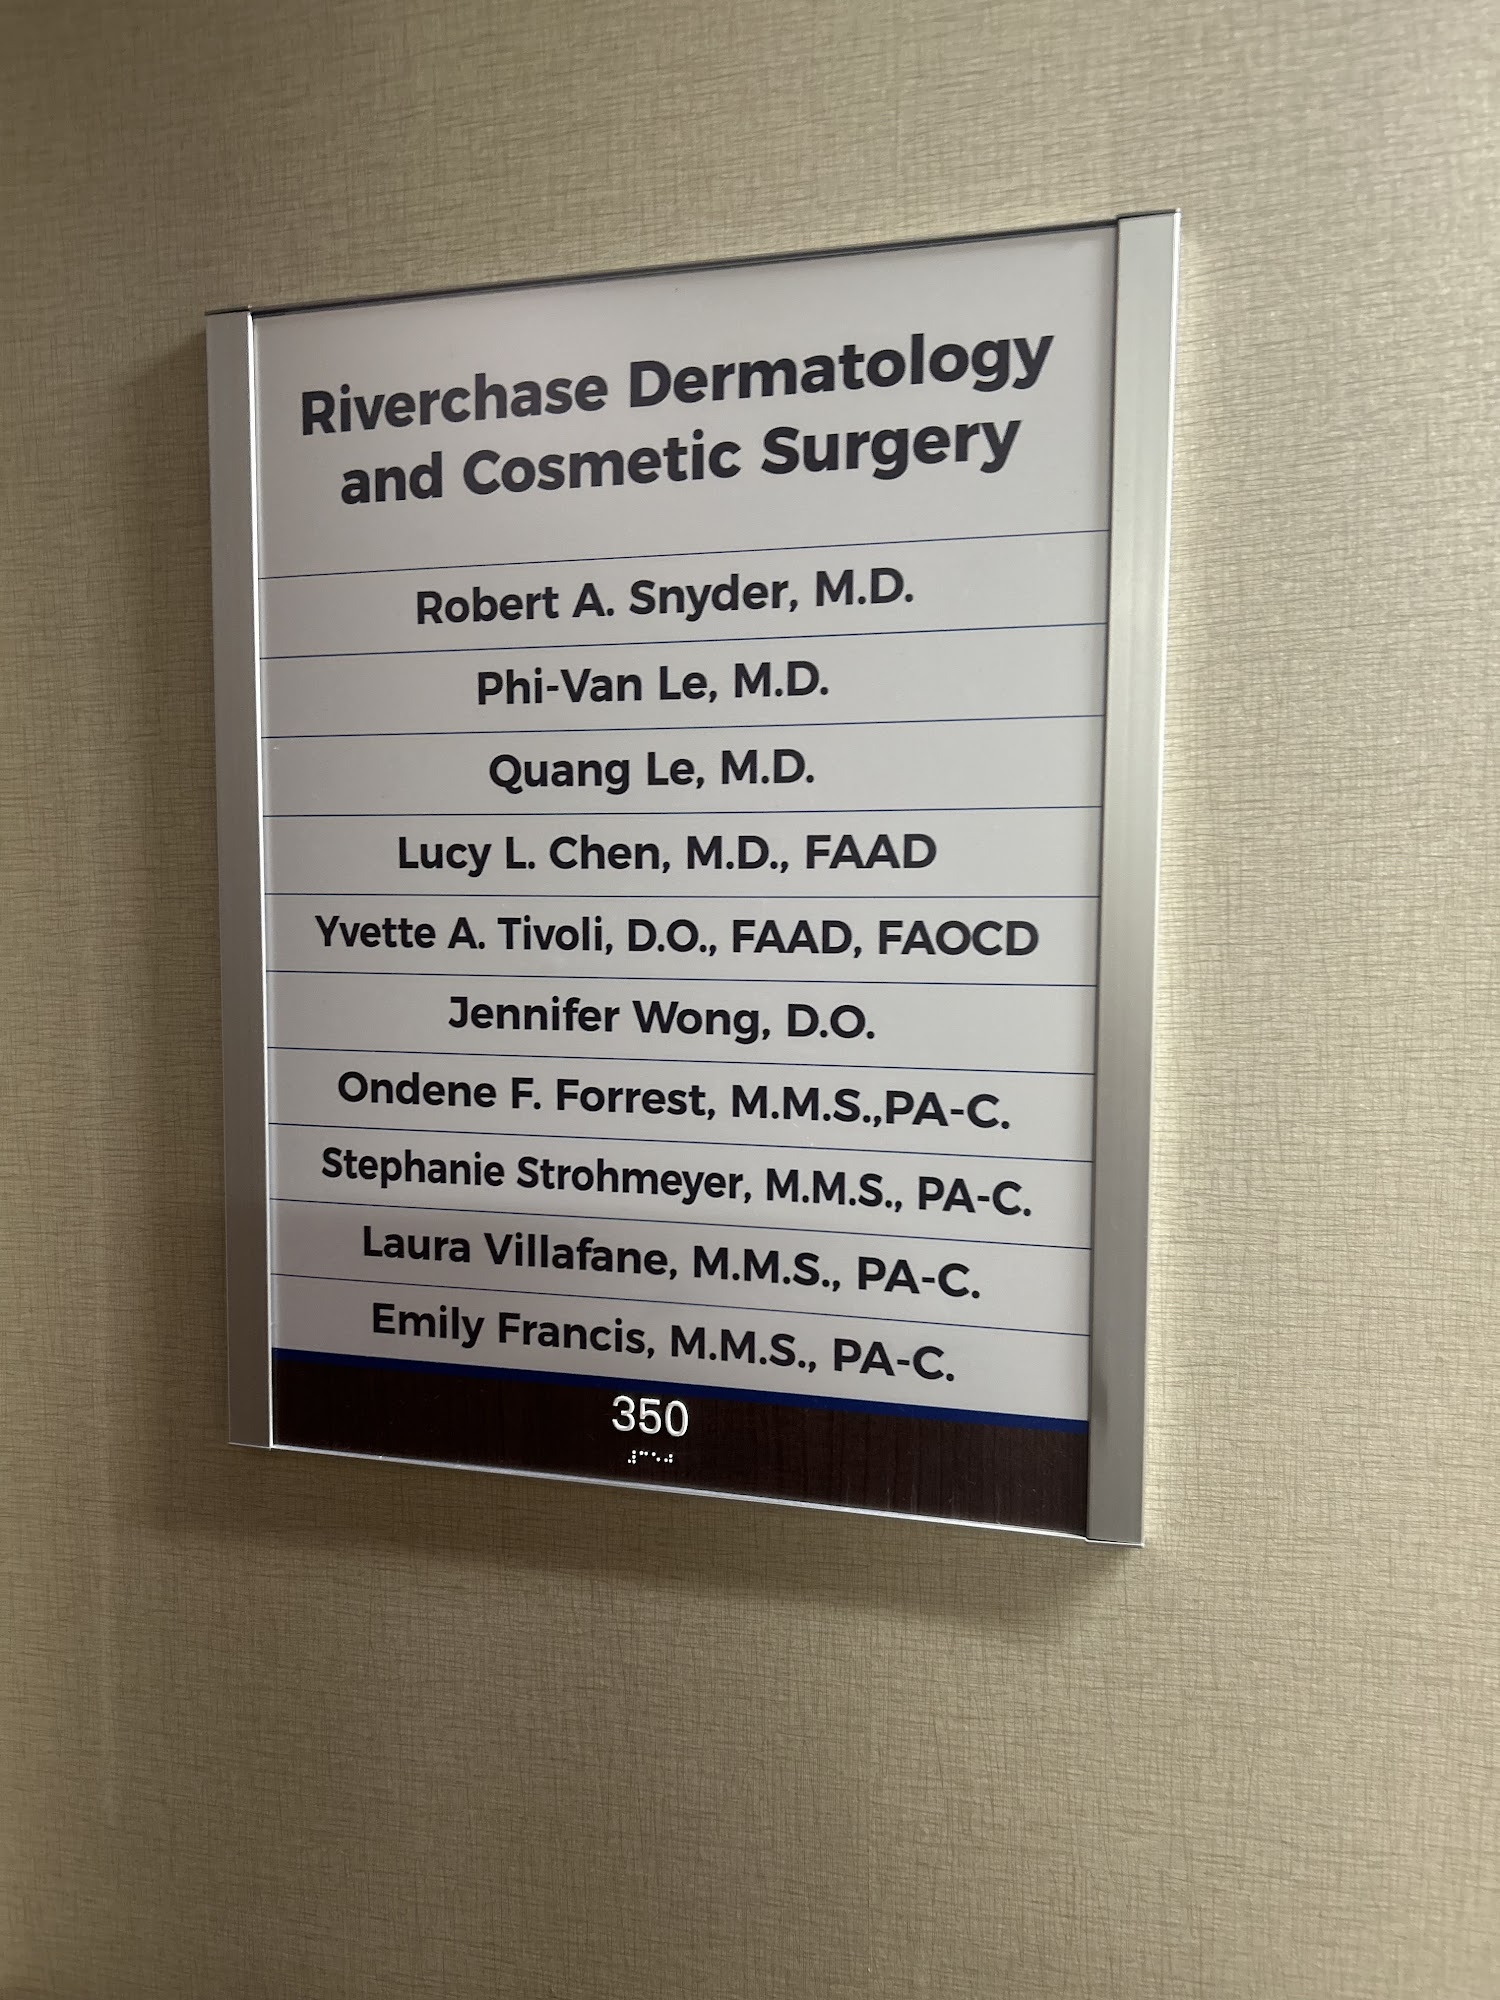 Riverchase Dermatology
and Cosmetic Surgery
Robert A. Snyder, M.D.
Phi-Van Le, M.D.
Quang Le, M.D.
Lucy L. Chen, M.D., FAAD
Yvette A. Tivoli, D.O., FAAD, FAOCD
Jennifer Wong, D.O.
Ondene F. Forrest, M.M.S.,PA-C.
Stephanie Strohmeyer, M.M.S., PA-C.
Laura Villafane, M.M.S., PA-C.
Emily Francis, M.M.S., PA-C.
350
⠼⠉⠑⠚